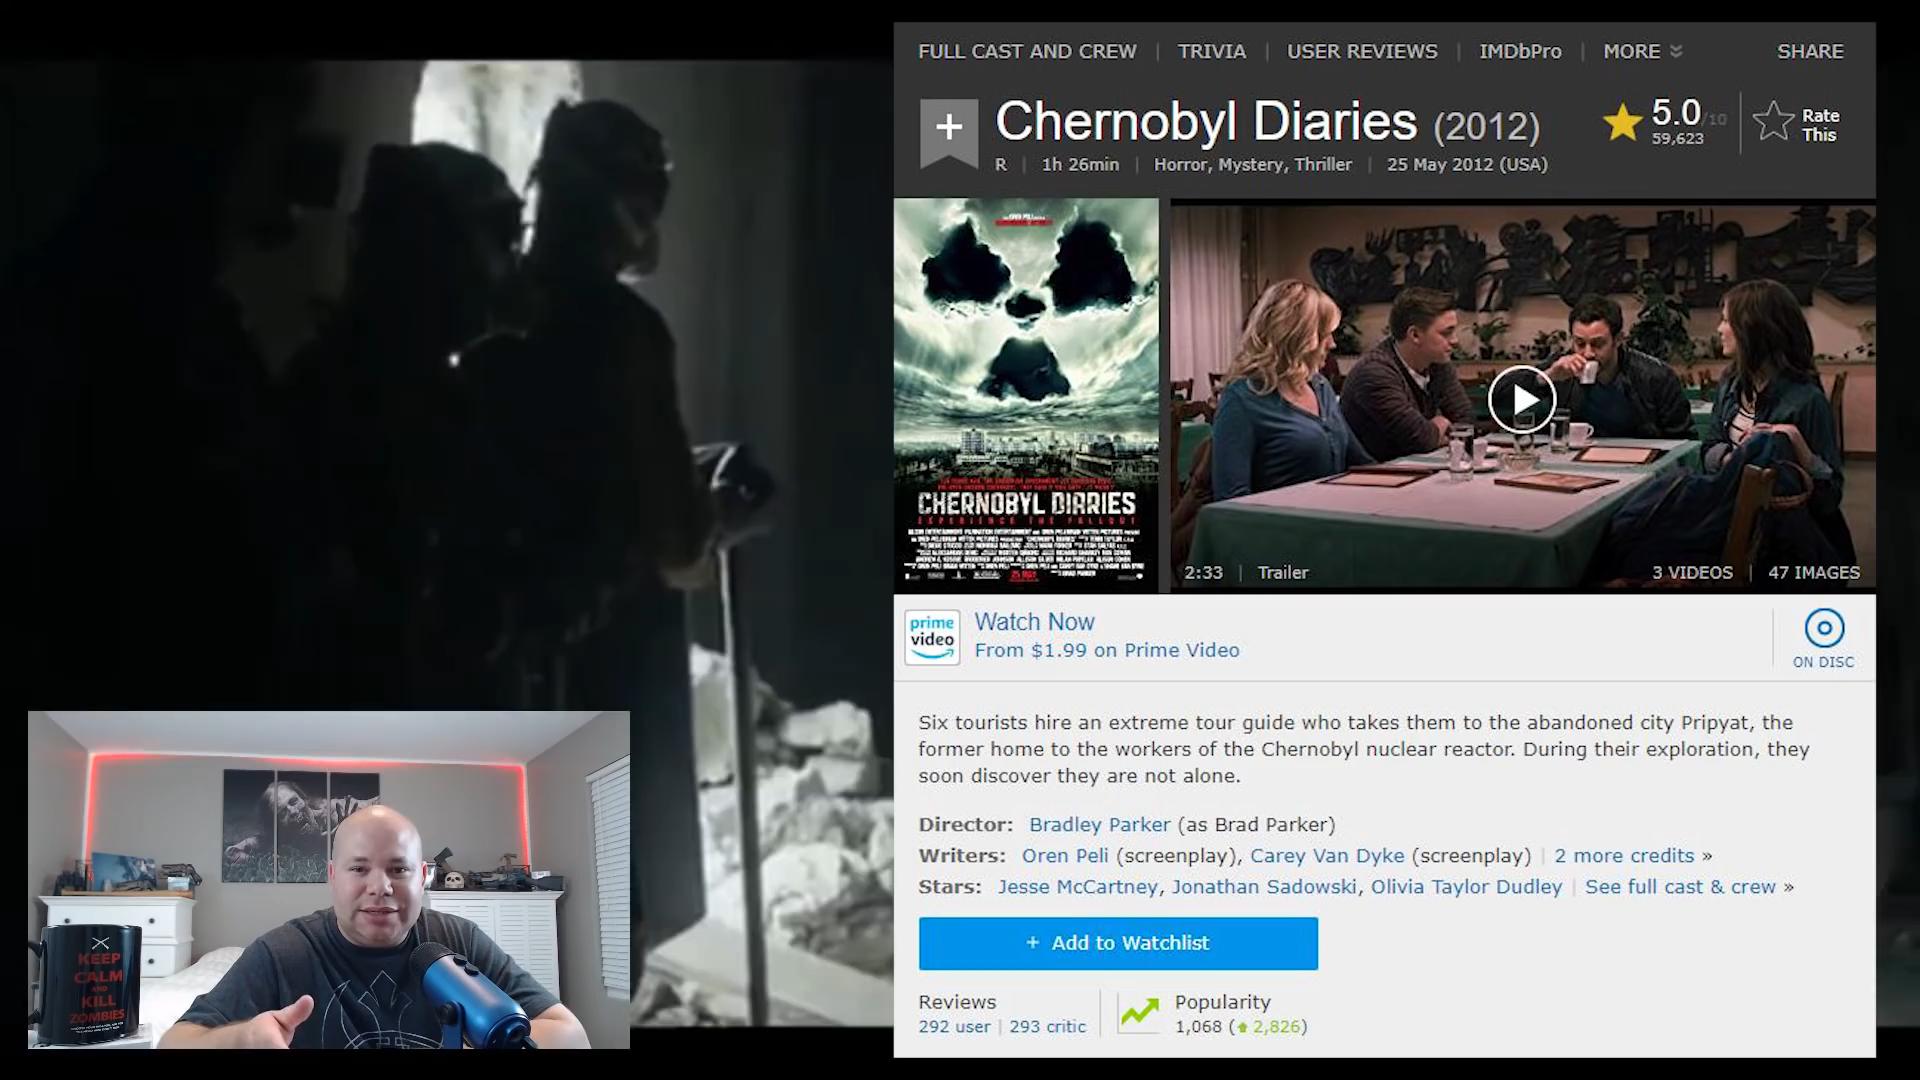 FULL CAST AND CREW | TRIVIA | USER REVIEWS | IMDbPro | MORE SHARE
+ Chernobyl Diaries (2012)
5.0/10
59,623
Rate
This
R | 1h 26min | Horror, Mystery, Thriller | 25 May 2012 (USA)
CHERNOBYL DIARIES
EXPERIENCE THE FALLOUT
2:33 | Trailer
3 VIDEOS | 47 IMAGES
prime
video
Watch Now
From $1.99 on Prime Video
ON DISC
Six tourists hire an extreme tour guide who takes them to the abandoned city Pripyat, the
former home to the workers of the Chernobyl nuclear reactor. During their exploration, they
soon discover they are not alone.
Director: Bradley Parker (as Brad Parker)
Writers: Oren Peli (screenplay), Carey Van Dyke (screenplay) | 2 more credits »
Stars: Jesse McCartney, Jonathan Sadowski, Olivia Taylor Dudley | See full cast & crew »
+ Add to Watchlist
Reviews
292 user | 293 critic
Popularity
1,068 (2,826)
KEEP
CALM
AND
KILL
ZOMBIES